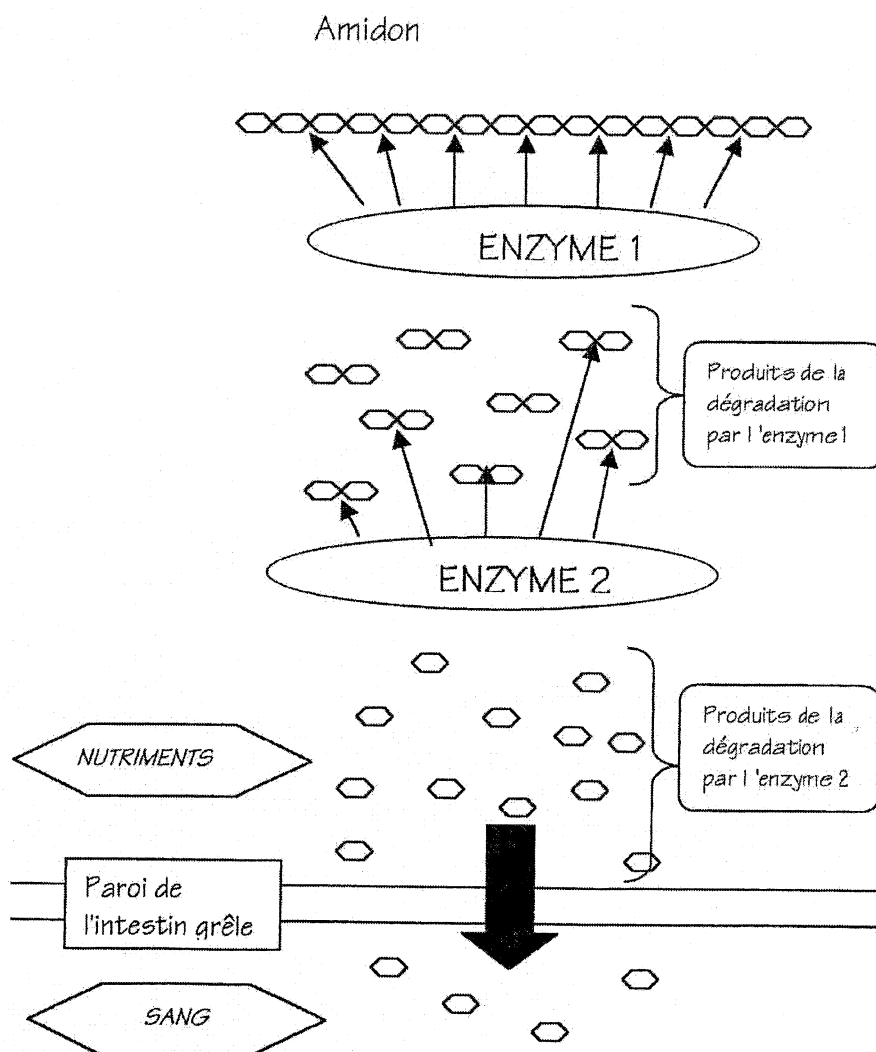 Amidon
ENZYME 1
Produits de la
dégradation
par l 'enzyme1
ENZYME 2
Produits de la
dégradation
par l 'enzyme 2
NUTRIMENTS
Paroi de
l'intestin grêle
SANG